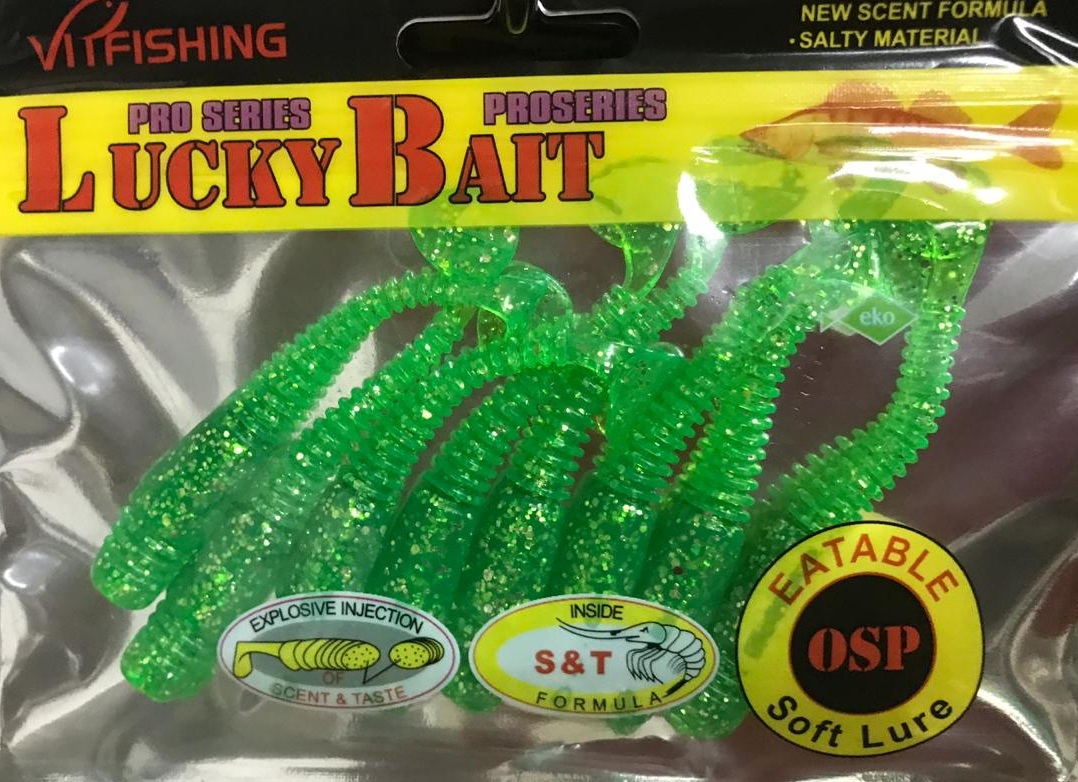 VITFISHING
NEW SCENT FORMULA
·SALTY MATERIAL
PRO SERIES
PROSERIES
LUCKY BAIT
eko
EXPLOSIVE INJECTION
OF
SCENT & TASTE
INSIDE
S&T
FORMULA
EATABLE
OSP
Soft Lure